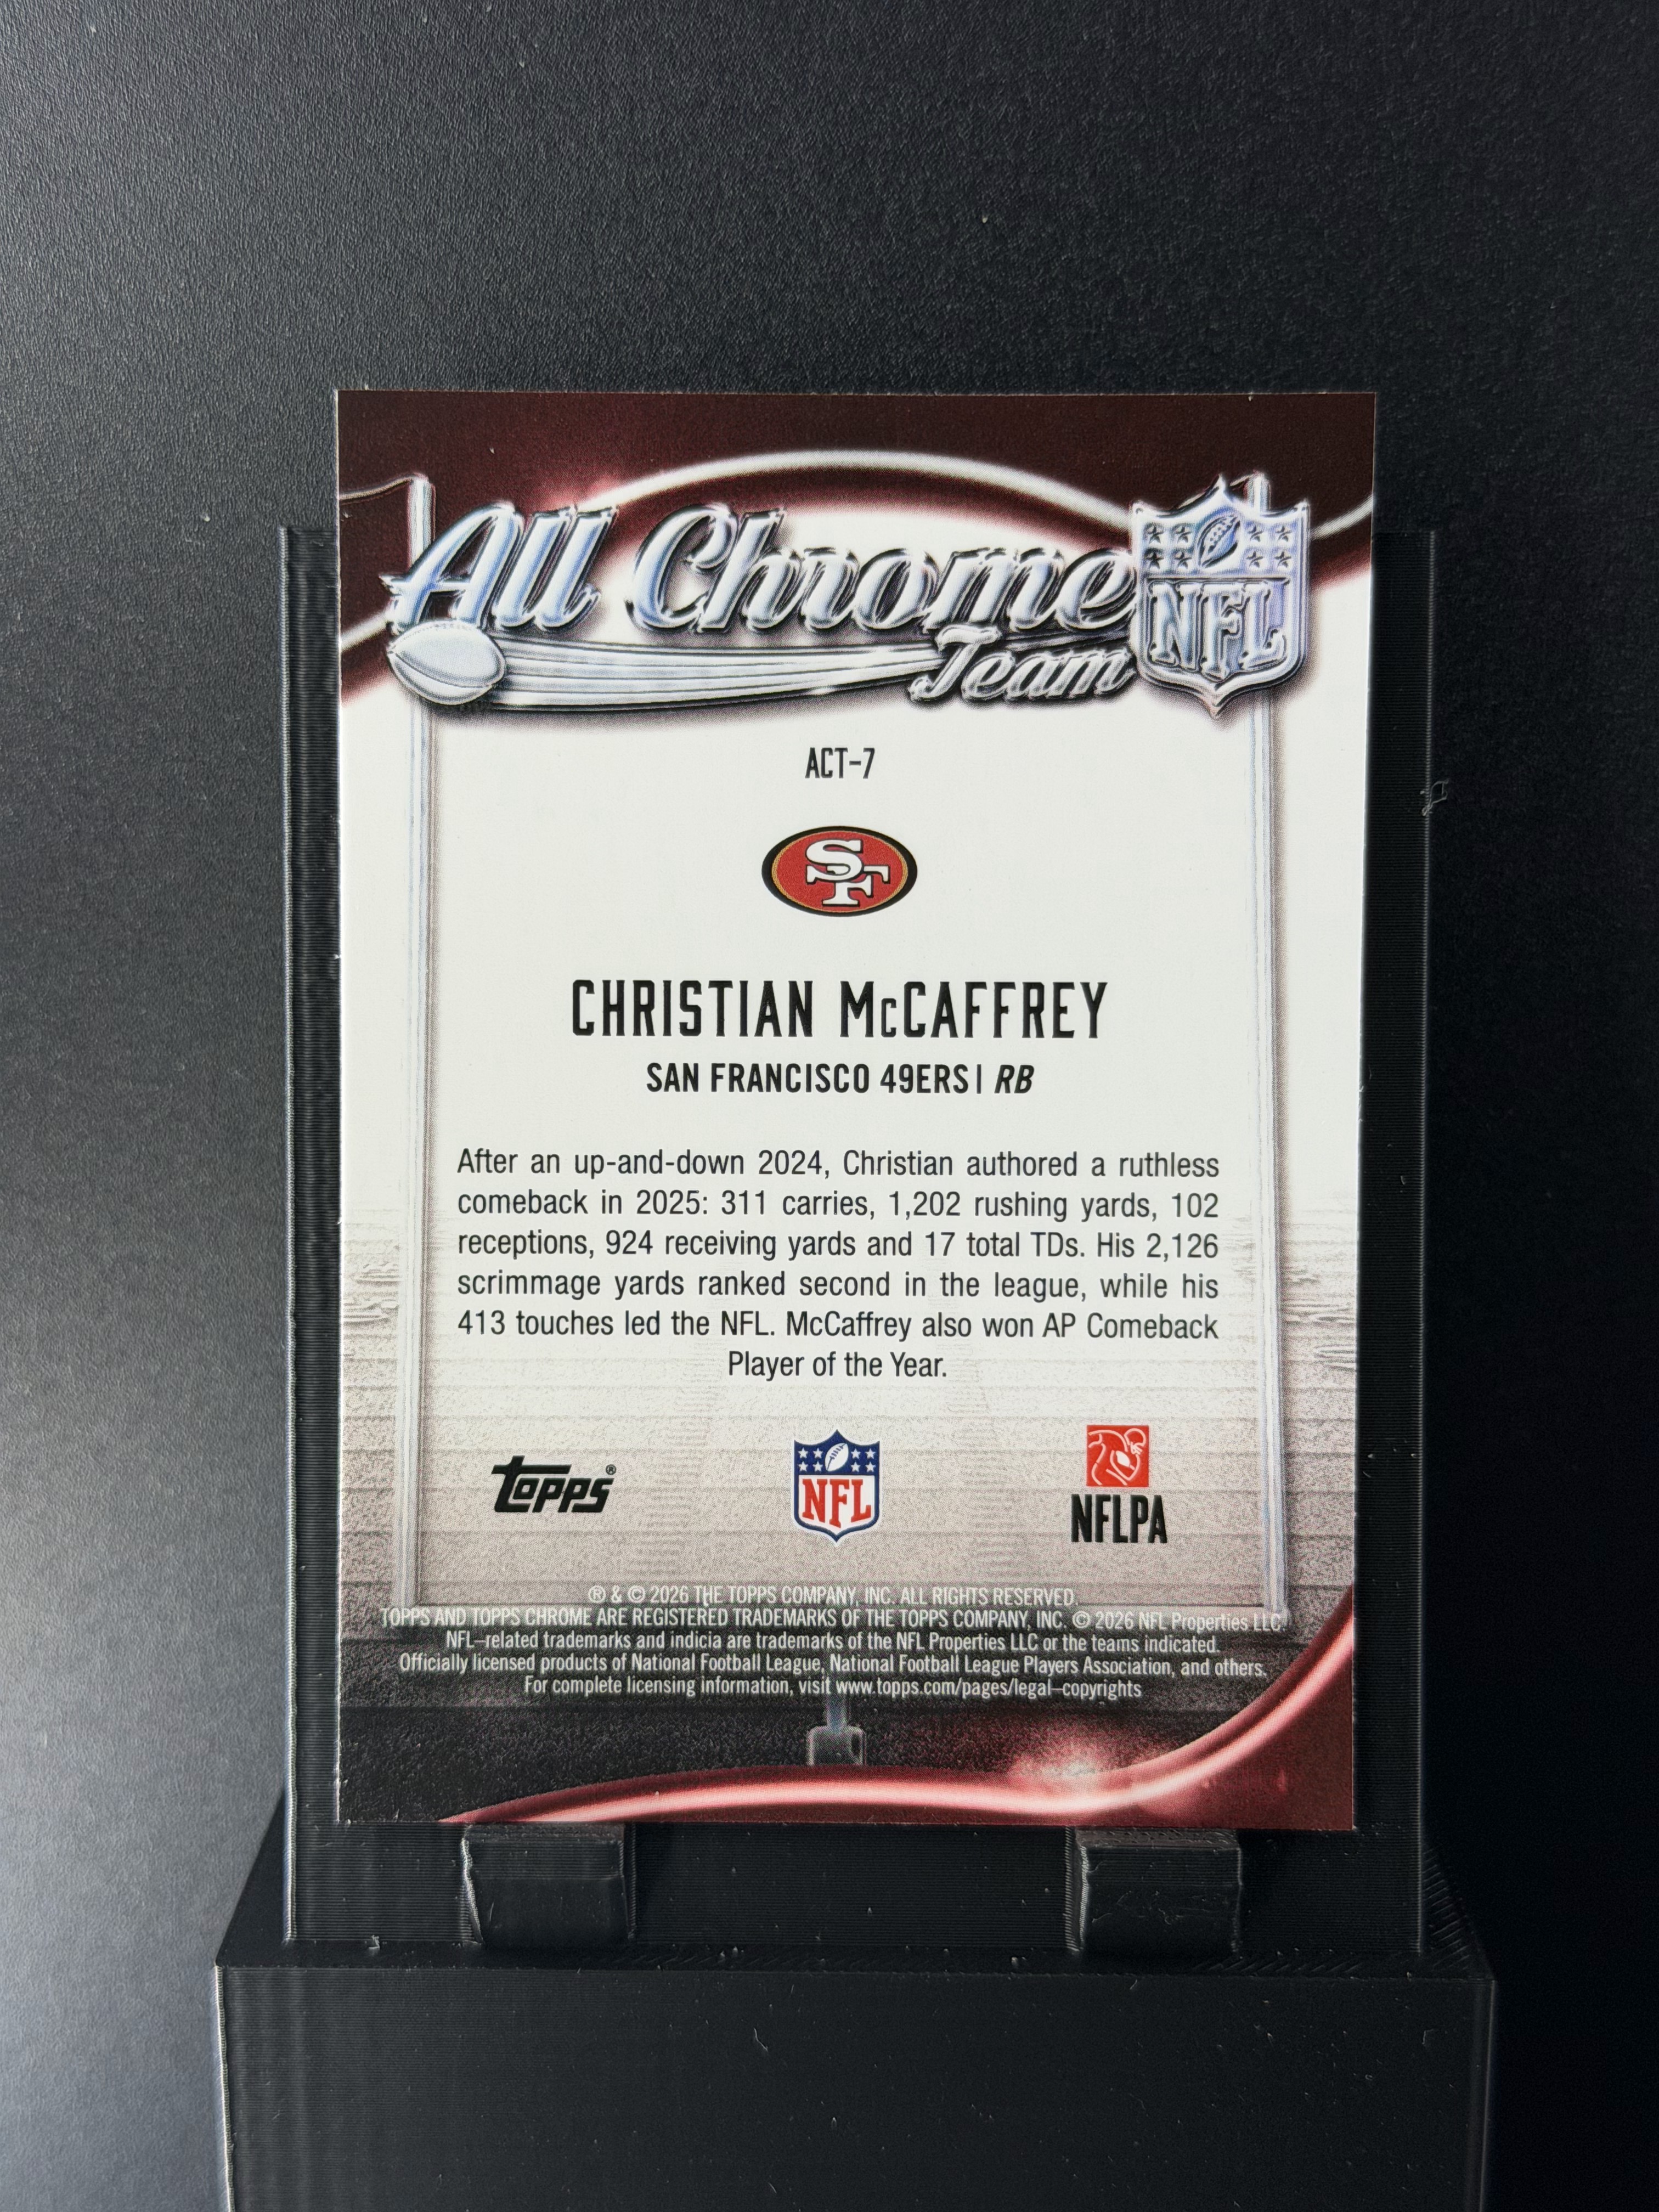 All Chrome
Team
NFL
ACT-7
SF
CHRISTIAN McCAFFREY
SAN FRANCISCO 49ERS | RB
After an up-and-down 2024, Christian authored a ruthless
comeback in 2025: 311 carries, 1,202 rushing yards, 102
receptions, 924 receiving yards and 17 total TDs. His 2,126
scrimmage yards ranked second in the league, while his
413 touches led the NFL. McCaffrey also won AP Comeback
Player of the Year.
Topps®
NFL
NFLPA
® & © 2026 THE TOPPS COMPANY, INC. ALL RIGHTS RESERVED.
TOPPS AND TOPPS CHROME ARE REGISTERED TRADEMARKS OF THE TOPPS COMPANY, INC. © 2026 NFL Properties LLC.
NFL-related trademarks and indicia are trademarks of the NFL Properties LLC or the teams indicated.
Officially licensed products of National Football League, National Football League Players Association, and others.
For complete licensing information, visit www.topps.com/pages/legal-copyrights